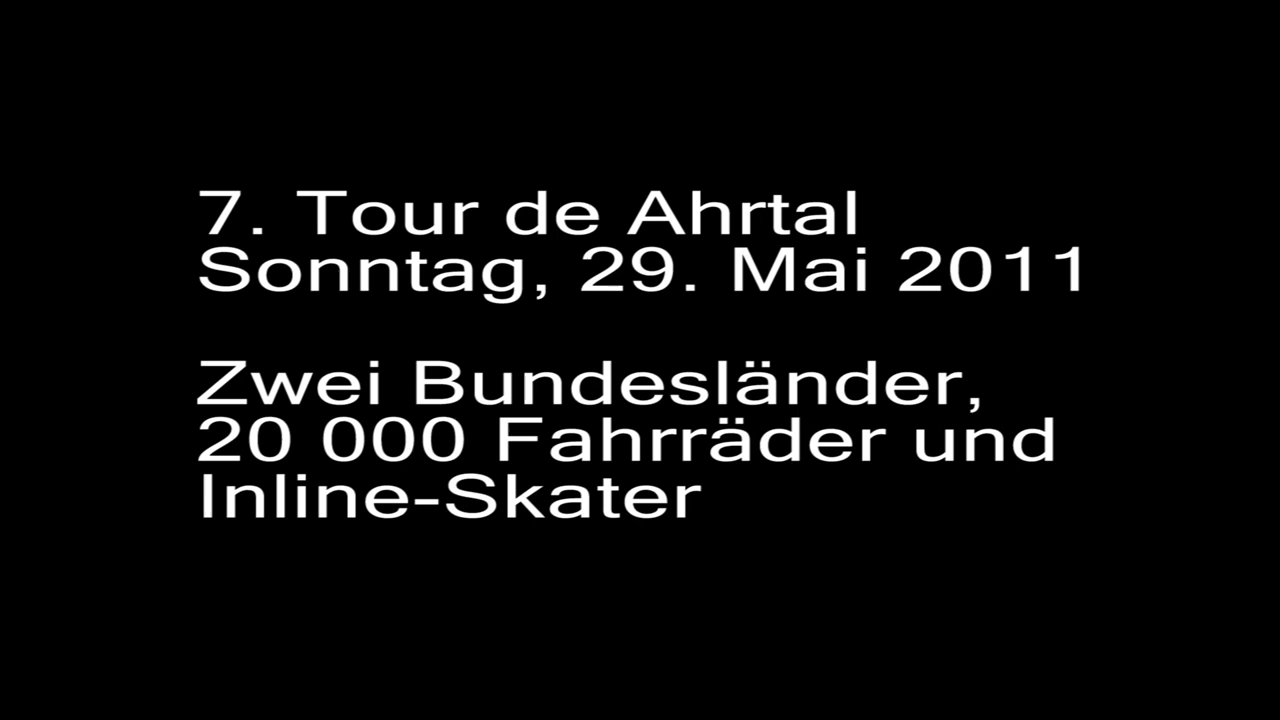 7. Tour de Ahrtal
Sonntag, 29. Mai 2011
Zwei Bundesländer,
20 000 Fahrräder und
Inline-Skater